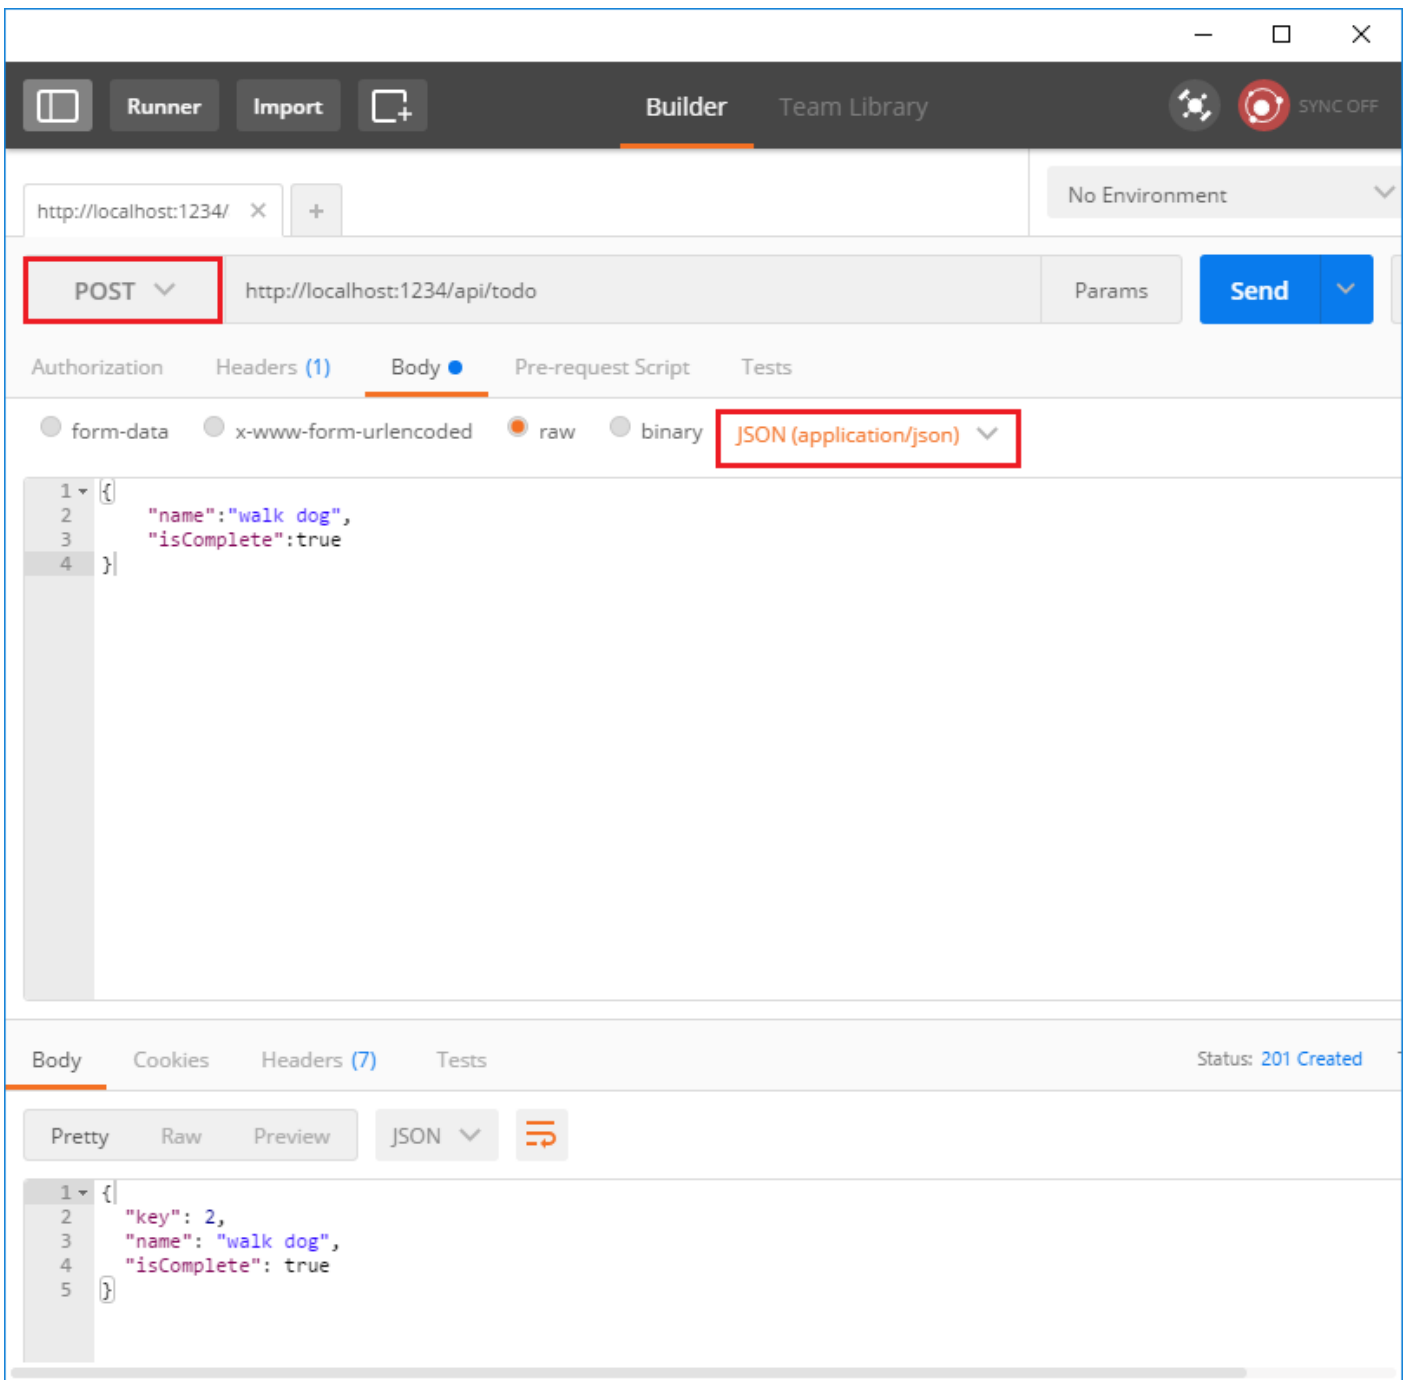 Runner Import Builder Team Library SYNC OFF
http://localhost:1234/ No Environment
POST http://localhost:1234/api/todo Params Send
Authorization Headers (1) Body Pre-request Script Tests
form-data x-www-form-urlencoded raw binary JSON (application/json)
1 {
2 "name":"walk dog",
3 "isComplete":true
4 }
Body Cookies Headers (7) Tests Status: 201 Created
Pretty Raw Preview JSON
1 {
2 "key": 2,
3 "name": "walk dog",
4 "isComplete": true
5 }